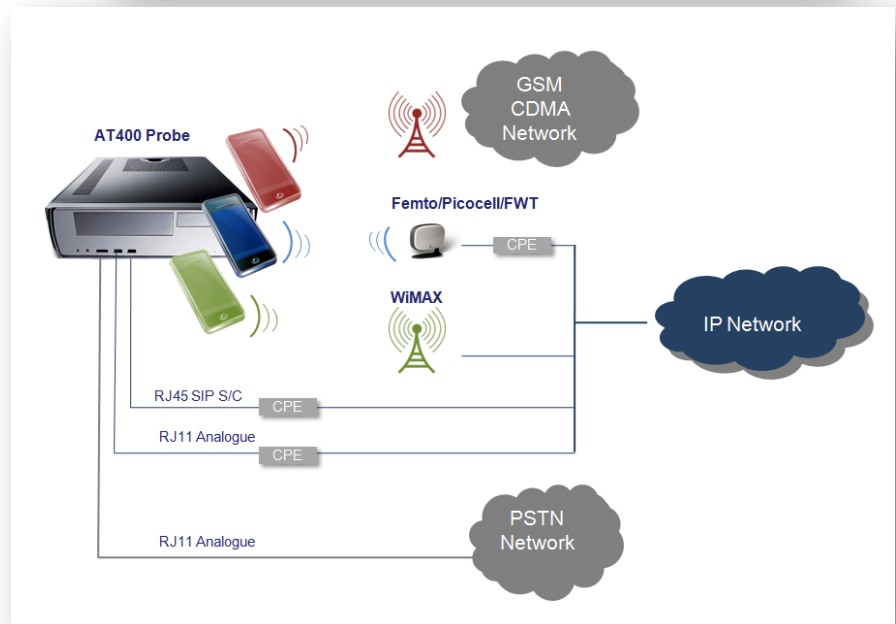 GSM
CDMA
Network
AT400 Probe
Femto/Picocell/FWT
CPE
WiMAX
IP Network
RJ45 SIP S/C
CPE
RJ11 Analogue
CPE
PSTN
Network
RJ11 Analogue